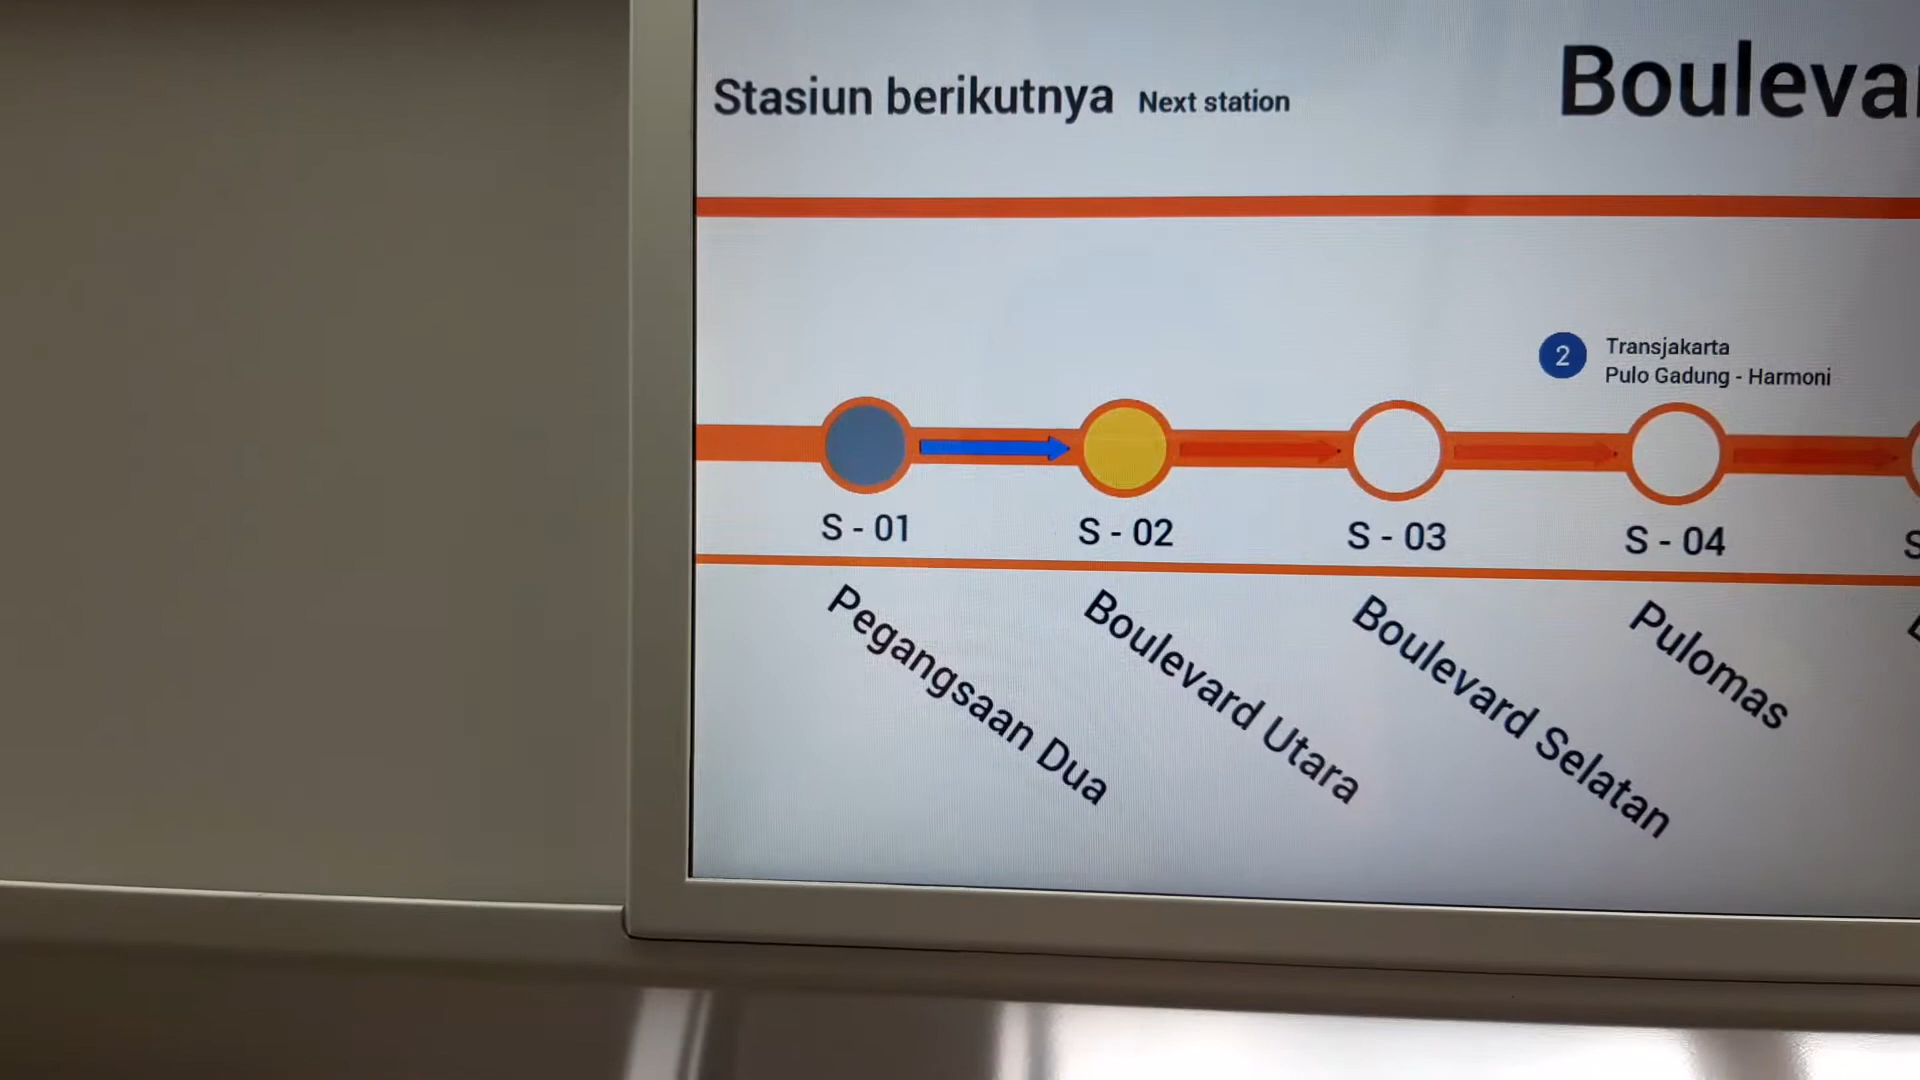 Stasiun berikutnya Next station
2
Transjakarta
Pulo Gadung - Harmoni
S - 01
S - 02
S - 03
S - 04
Pegangsaan Dua
Boulevard Utara
Boulevard Selatan
Pulomas